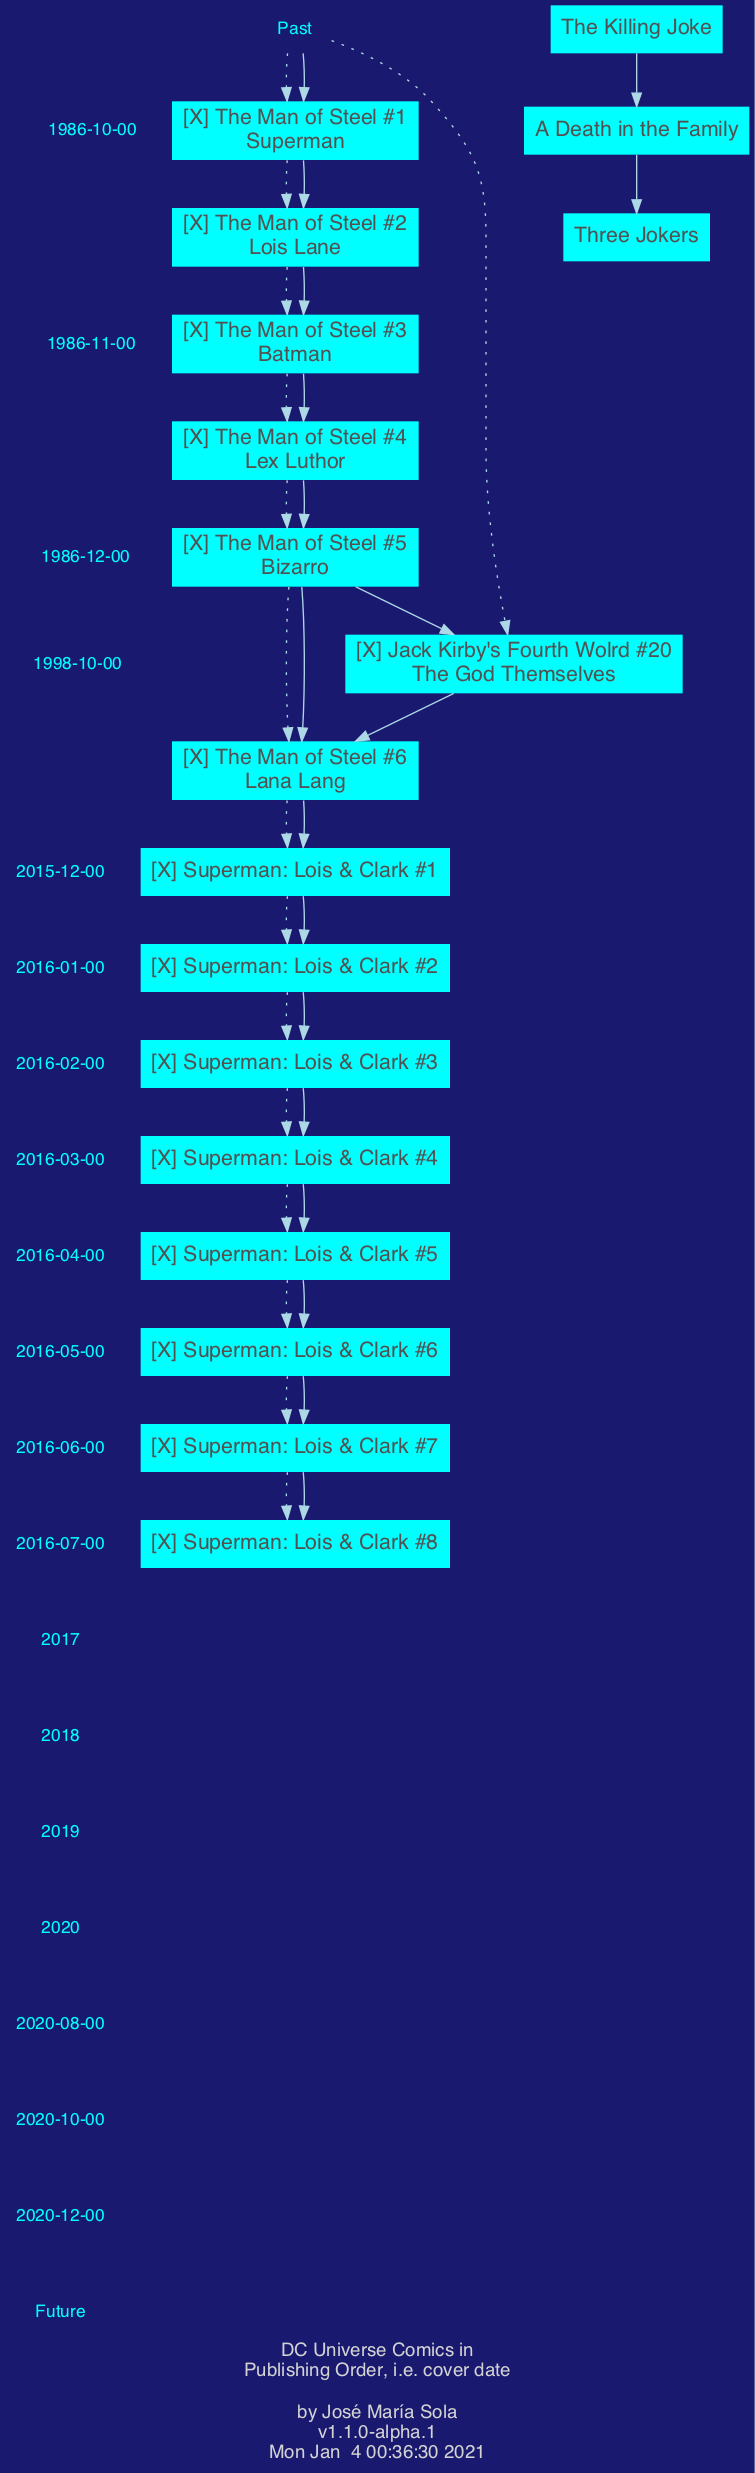 Past
The Killing Joke
1986-10-00
[X] The Man of Steel #1
Superman
A Death in the Family
[X] The Man of Steel #2
Lois Lane
Three Jokers
1986-11-00
[X] The Man of Steel #3
Batman
[X] The Man of Steel #4
Lex Luthor
1986-12-00
[X] The Man of Steel #5
Bizarro
1998-10-00
[X] Jack Kirby's Fourth Wolrd #20
The God Themselves
[X] The Man of Steel #6
Lana Lang
2015-12-00
[X] Superman: Lois & Clark #1
2016-01-00
[X] Superman: Lois & Clark #2
2016-02-00
[X] Superman: Lois & Clark #3
2016-03-00
[X] Superman: Lois & Clark #4
2016-04-00
[X] Superman: Lois & Clark #5
2016-05-00
[X] Superman: Lois & Clark #6
2016-06-00
[X] Superman: Lois & Clark #7
2016-07-00
[X] Superman: Lois & Clark #8
2017
2018
2019
2020
2020-08-00
2020-10-00
2020-12-00
Future
DC Universe Comics in
Publishing Order, i.e. cover date
by José María Sola
v1.1.0-alpha.1
Mon Jan  4 00:36:30 2021